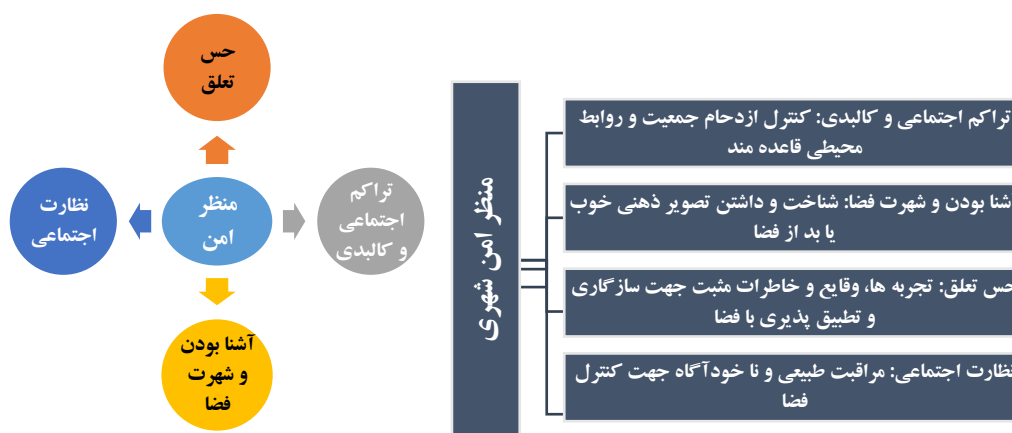 حس
تعلق
نظارت
اجتماعی
منظر
امن
تراکم
اجتماعی
و کالبدی
آشنا بودن
و شهرت
فضا
منظر امن شهری
تراکم اجتماعی و کالبدی: کنترل ازدحام جمعیت و روابط
محیطی قاعده مند
شنا بودن و شهرت فضا: شناخت و داشتن تصویر ذهنی خوب
یا بد از فضا
حس تعلق: تجربه ها، وقایع و خاطرات مثبت جهت سازگاری
و تطبیق پذیری با فضا
نظارت اجتماعی: مراقبت طبیعی و نا خودآگاه جهت کنترل
فضا